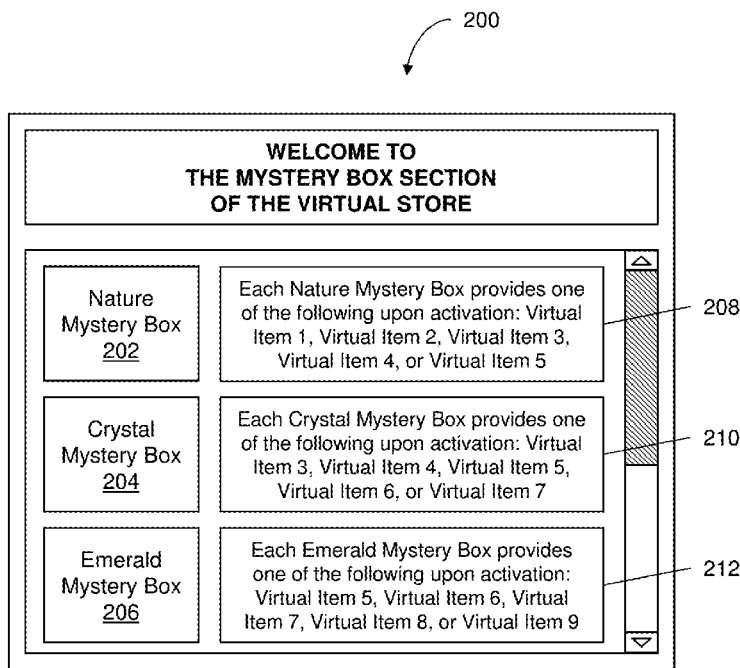 200
WELCOME TO
THE MYSTERY BOX SECTION
OF THE VIRTUAL STORE
Nature
Mystery Box
202
Each Nature Mystery Box provides one
of the following upon activation: Virtual
Item 1, Virtual Item 2, Virtual Item 3,
Virtual Item 4, or Virtual Item 5
208
Crystal
Mystery Box
204
Each Crystal Mystery Box provides one
of the following upon activation: Virtual
Item 3, Virtual Item 4, Virtual Item 5,
Virtual Item 6, or Virtual Item 7
210
Emerald
Mystery Box
206
Each Emerald Mystery Box provides
one of the following upon activation:
Virtual Item 5, Virtual Item 6, Virtual
Item 7, Virtual Item 8, or Virtual Item 9
212